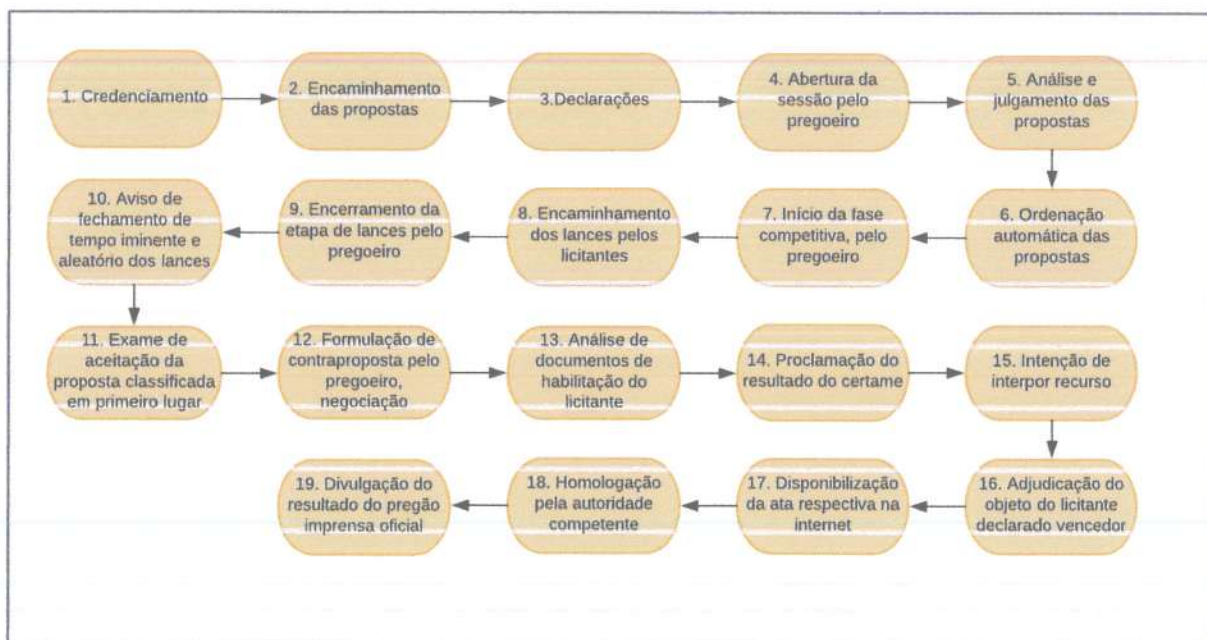 1. Credenciamento
2. Encaminhamento
das propostas
3.Declarações
4. Abertura da
sessão pelo
pregoeiro
5. Análise e
julgamento das
propostas
6. Ordenação
automática das
propostas
7. Início da fase
competitiva, pelo
pregoeiro
8. Encaminhamento
dos lances pelos
licitantes
9. Encerramento da
etapa de lances pelo
pregoeiro
10. Aviso de
fechamento de
tempo iminente e
aleatório dos lances
11. Exame de
aceitação da
proposta classificada
em primeiro lugar
12. Formulação de
contraproposta pelo
pregoeiro,
negociação
13. Análise de
documentos de
habilitação do
licitante
14. Proclamação do
resultado do certame
15. Intenção de
interpor recurso
16. Adjudicação do
objeto do licitante
declarado vencedor
17. Disponibilização
da ata respectiva na
internet
18. Homologação
pela autoridade
competente
19. Divulgação do
resultado do pregão
imprensa oficial